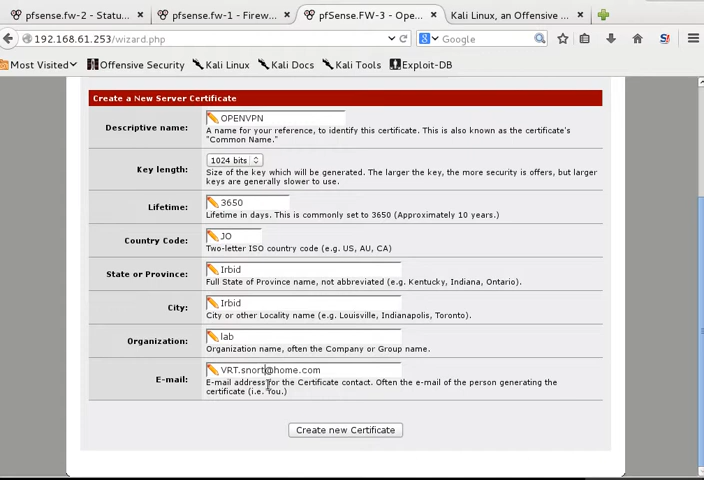 pfsense.fw-2 - Statu...
pfsense.fw-1 - Firew...
pfSense.FW-3 - Ope...
Kali Linux, an Offensive ...
192.168.61.253/wizard.php
Google
Most Visited
Offensive Security
Kali Linux
Kali Docs
Kali Tools
Exploit-DB
Create a New Server Certificate
Descriptive name:
OPENVPN
A name for your reference, to identify this certificate. This is also known as the certificate's
"Common Name."
Key length:
1024 bits
Size of the key which will be generated. The larger the key, the more security is offers, but larger
keys are generally slower to use.
Lifetime:
3650
Lifetime in days. This is commonly set to 3650 (Approximately 10 years.)
Country Code:
JO
Two-letter ISO country code (e.g. US, AU, CA)
State or Province:
Irbid
Full State of Province name, not abbreviated (e.g. Kentucky, Indiana, Ontario).
City:
Irbid
City or other Locality name (e.g. Louisville, Indianapolis, Toronto).
Organization:
lab
Organization name, often the Company or Group name.
E-mail:
VRT.snort@home.com
E-mail address for the Certificate contact. Often the e-mail of the person generating the
certificate (i.e. You.)
Create new Certificate